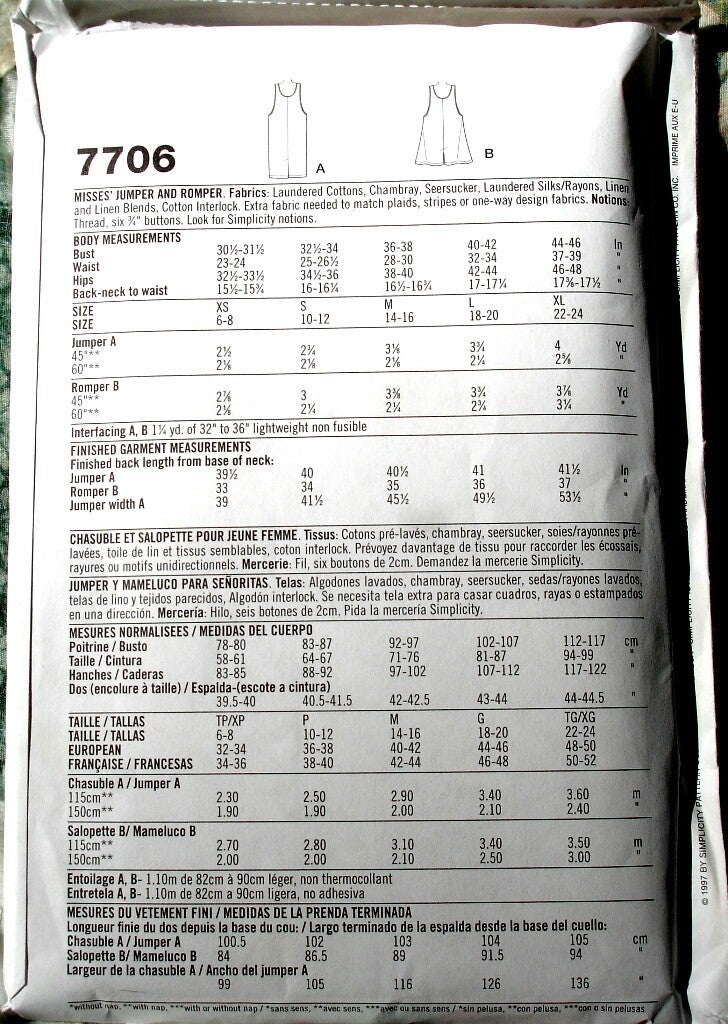 7706
A
B
MISSES' JUMPER AND ROMPER. Fabrics: Laundered Cottons, Chambray, Seersucker, Laundered Silks/Rayons, Linen
and Linen Blends, Cotton Interlock. Extra fabric needed to match plaids, stripes or one-way design fabrics. Notions:
Thread, six ¾" buttons. Look for Simplicity notions.
BODY MEASUREMENTS
Bust 30½-31½ 32½-34 36-38 40-42 44-46 In
Waist 23-24 25-26½ 28-30 32-34 37-39 "
Hips 32½-33½ 34½-36 38-40 42-44 46-48 "
Back-neck to waist 15½-15¾ 16-16¼ 16½-16¾ 17-17¼ 17⅜-17½ "
SIZE XS S M L XL
SIZE 6-8 10-12 14-16 18-20 22-24
Jumper A
45"** 2½ 2¾ 3⅛ 3¾ 4 Yd
60"** 2⅛ 2⅛ 2⅛ 2¼ 2⅝ "
Romper B
45"** 2⅞ 3 3⅜ 3¾ 3⅞ Yd
60"** 2⅛ 2¼ 2¼ 2¾ 3¼ "
Interfacing A, B 1¼ yd. of 32" to 36" lightweight non fusible
FINISHED GARMENT MEASUREMENTS
Finished back length from base of neck:
Jumper A 39½ 40 40½ 41 41½ In
Romper B 33 34 35 36 37 "
Jumper width A 39 41½ 45½ 49½ 53½ "
CHASUBLE ET SALOPETTE POUR JEUNE FEMME. Tissus: Cotons pré-lavés, chambray, seersucker, soies/rayonnes pré-
lavées, toile de lin et tissus semblables, coton interlock. Prévoyez davantage de tissu pour raccorder les écossais,
rayures ou motifs unidirectionnels. Mercerie: Fil, six boutons de 2cm. Demandez la mercerie Simplicity.
JUMPER Y MAMELUCO PARA SEÑORITAS. Telas: Algodones lavados, chambray, seersucker, sedas/rayones lavados,
telas de lino y tejidos parecidos, Algodón interlock. Se necesita tela extra para casar cuadros, rayas o estampados
en una dirección. Mercería: Hilo, seis botones de 2cm. Pida la mercería Simplicity.
MESURES NORMALISEES / MEDIDAS DEL CUERPO
Poitrine / Busto 78-80 83-87 92-97 102-107 112-117 cm
Taille / Cintura 58-61 64-67 71-76 81-87 94-99 "
Hanches / Caderas 83-85 88-92 97-102 107-112 117-122 "
Dos (encolure à taille) / Espalda-(escote a cintura)
39.5-40 40.5-41.5 42-42.5 43-44 44-44.5 "
TAILLE / TALLAS TP/XP P M G TG/XG
TAILLE / TALLAS 6-8 10-12 14-16 18-20 22-24
EUROPEAN 32-34 36-38 40-42 44-46 48-50
FRANÇAISE / FRANCESAS 34-36 38-40 42-44 46-48 50-52
Chasuble A / Jumper A
115cm** 2.30 2.50 2.90 3.40 3.60 m
150cm** 1.90 1.90 2.00 2.10 2.40 "
Salopette B/ Mameluco B
115cm** 2.70 2.80 3.10 3.40 3.50 m
150cm** 2.00 2.00 2.10 2.50 3.00 "
Entoilage A, B- 1.10m de 82cm à 90cm léger, non thermocollant
Entretela A, B- 1.10m de 82cm a 90cm ligera, no adhesiva
MESURES DU VETEMENT FINI / MEDIDAS DE LA PRENDA TERMINADA
Longueur finie du dos depuis la base du cou: / Largo terminado de la espalda desde la base del cuello:
Chasuble A / Jumper A 100.5 102 103 104 105 cm
Salopette B/ Mameluco B 84 86.5 89 91.5 94 "
Largeur de la chasuble A / Ancho del jumper A
99 105 116 126 136 "
*without nap, **with nap, ***with or without nap / *sans sens, **avec sens, ***avec ou sans sens / *sin pelusa, **con pelusa, ***con o sin pelusas
© 1997 BY SIMPLICITY PATTERN CO. INC. IMPRIME AUX E-U